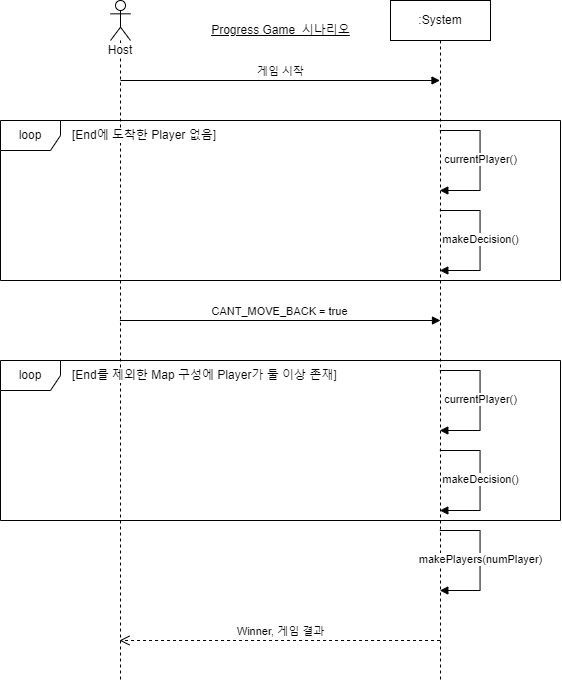 Progress Game 시나리오
:System
Host
게임 시작
loop
[End에 도착한 Player 없음]
currentPlayer()
makeDecision()
CANT_MOVE_BACK = true
loop
[End를 제외한 Map 구성에 Player가 둘 이상 존재]
currentPlayer()
makeDecision()
makePlayers(numPlayer)
Winner, 게임 결과